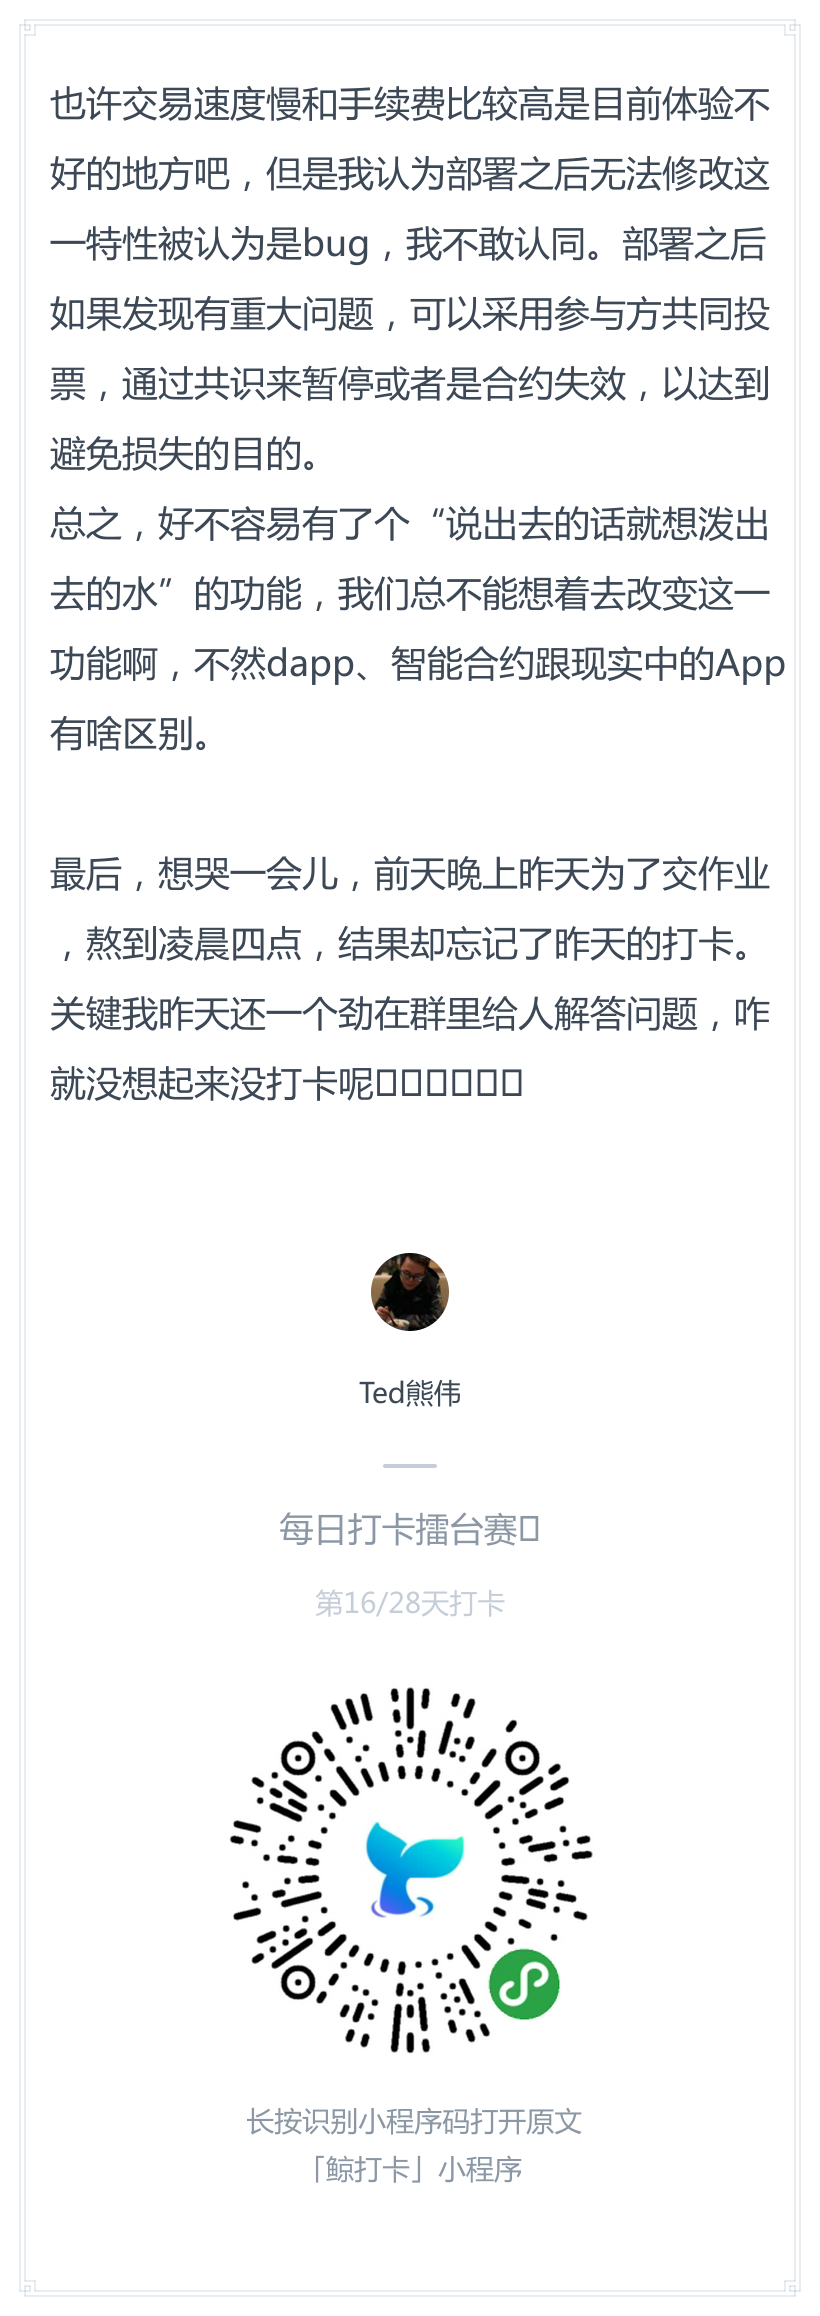 也许交易速度慢和手续费比较高是目前体验不
好的地方吧，但是我认为部署之后无法修改这
一特性被认为是bug，我不敢认同。部署之后
如果发现有重大问题，可以采用参与方共同投
票，通过共识来暂停或者是合约失效，以达到
避免损失的目的。
总之，好不容易有了个“说出去的话就想泼出
去的水”的功能，我们总不能想着去改变这一
功能啊，不然dapp、智能合约跟现实中的App
有啥区别。
最后，想哭一会儿，前天晚上昨天为了交作业
，熬到凌晨四点，结果却忘记了昨天的打卡。
关键我昨天还一个劲在群里给人解答问题，咋
就没想起来没打卡呢
Ted熊伟
每日打卡擂台赛
第16/28天打卡
长按识别小程序码打开原文
「鲸打卡」小程序